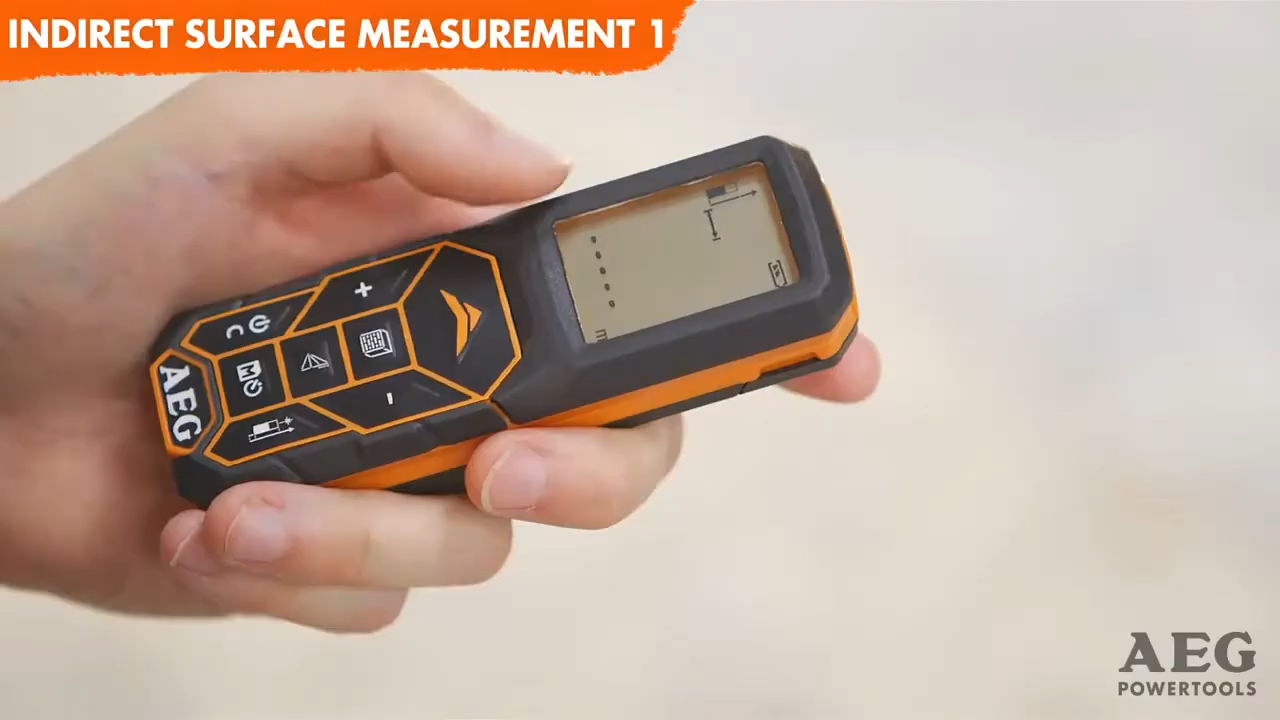 INDIRECT SURFACE MEASUREMENT 1
+
-
M
AEG
m
AEG
POWERTOOLS